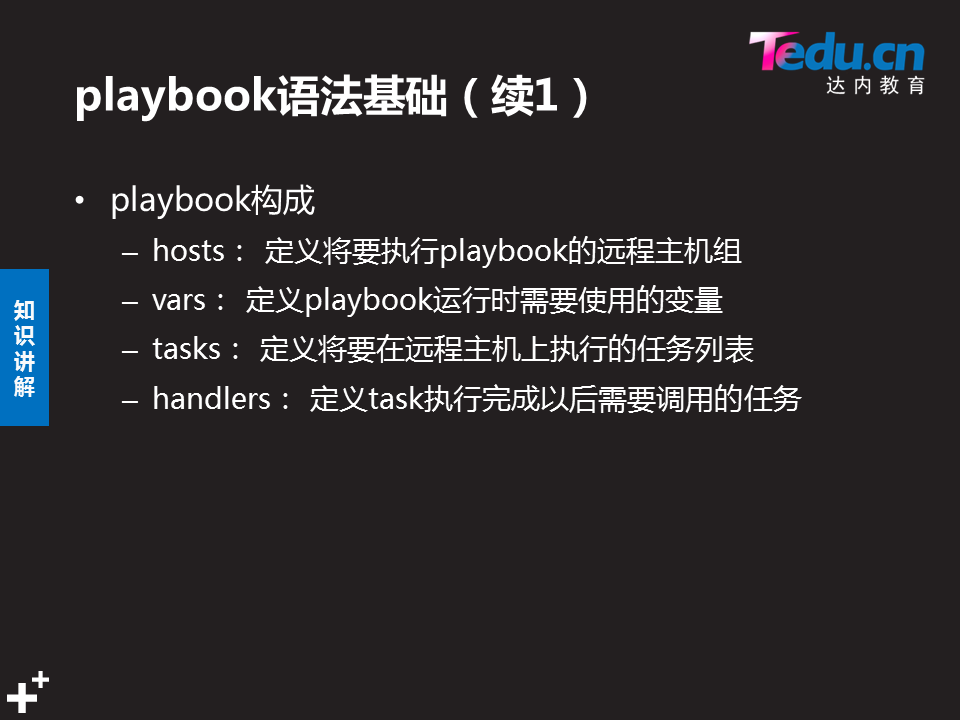 Tedu.cn
达内教育
playbook语法基础（续1）
• playbook构成
– hosts： 定义将要执行playbook的远程主机组
– vars： 定义playbook运行时需要使用的变量
– tasks： 定义将要在远程主机上执行的任务列表
– handlers： 定义task执行完成以后需要调用的任务
知
识
讲
解